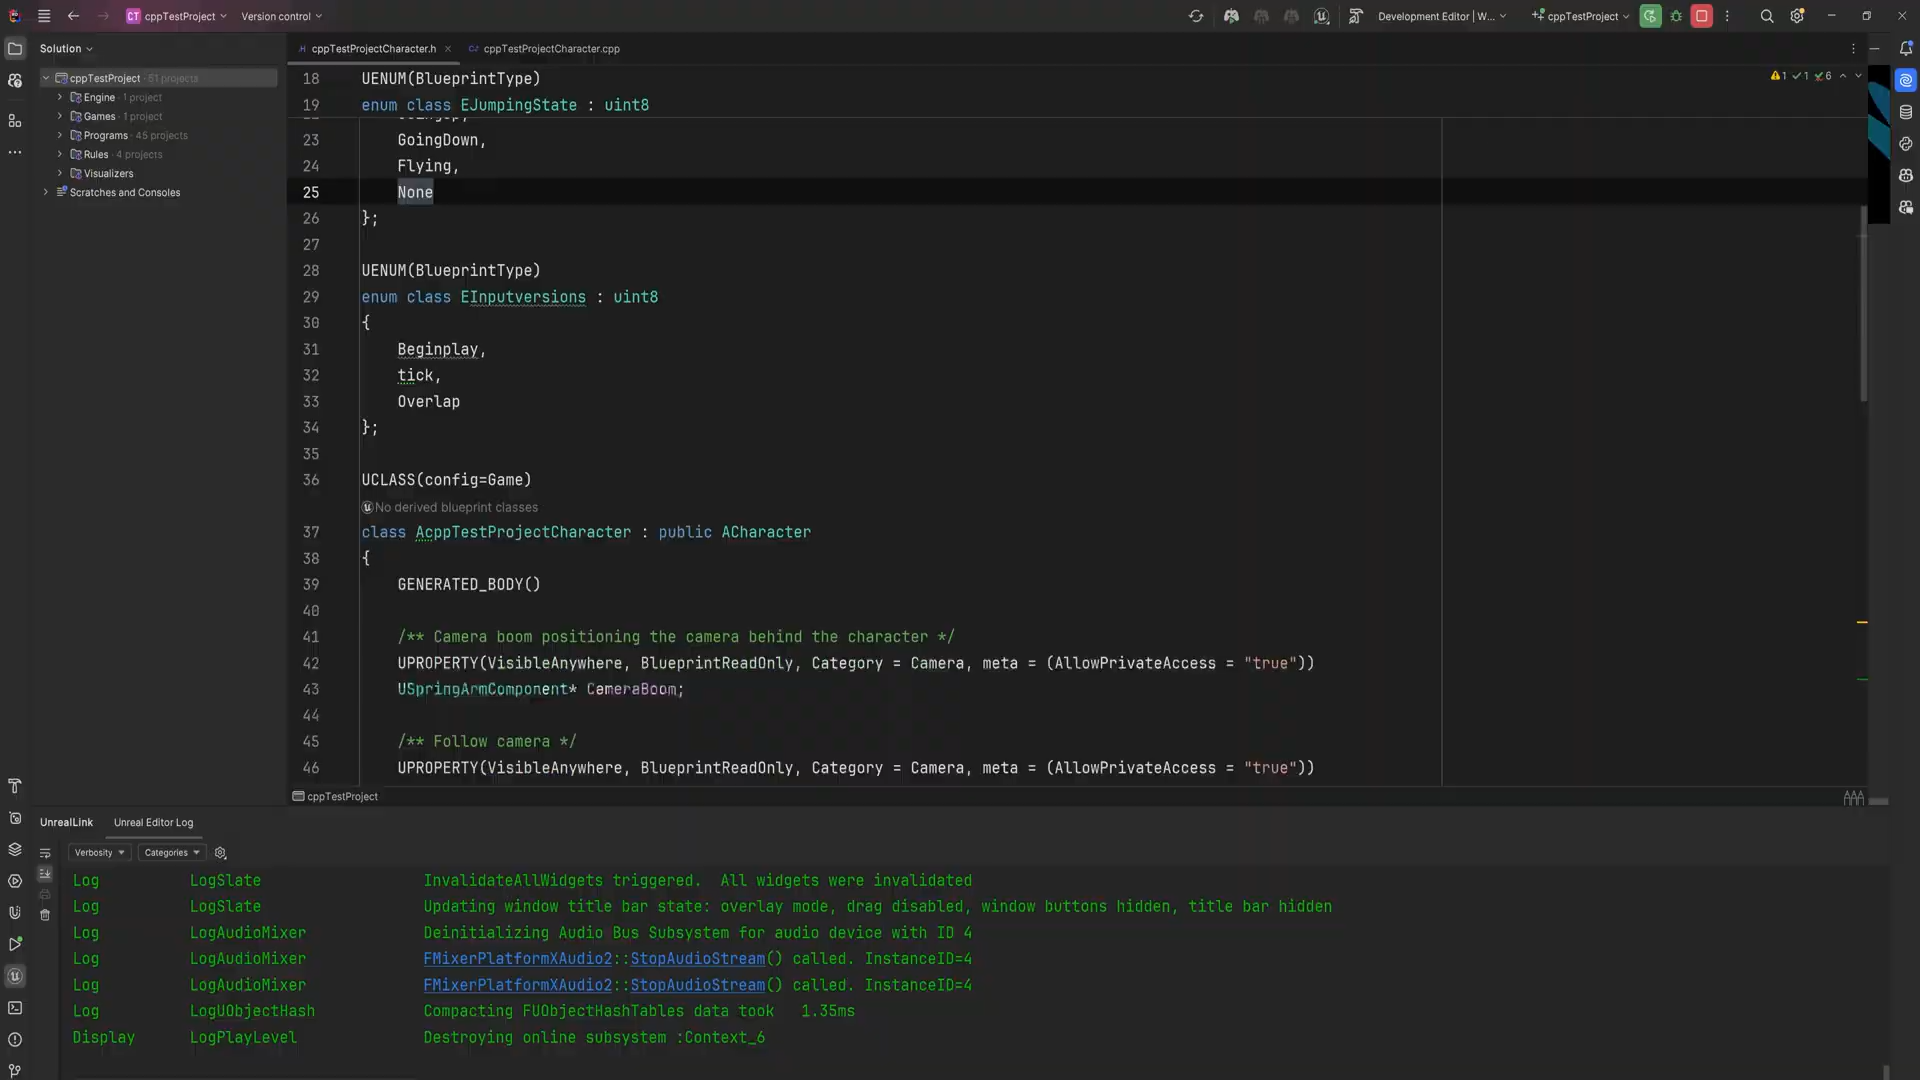 CT cppTestProject Version control Development Editor | W... cppTestProject
Solution
cppTestProject · 51 projects
Engine · 1 project
Games · 1 project
Programs · 45 projects
Rules · 4 projects
Visualizers
Scratches and Consoles
cppTestProjectCharacter.h cppTestProjectCharacter.cpp
1 1 6
18 UENUM(BlueprintType)
19 enum class EJumpingState : uint8
23 GoingDown,
24 Flying,
25 None
26 };
27
28 UENUM(BlueprintType)
29 enum class EInputversions : uint8
30 {
31 Beginplay,
32 tick,
33 Overlap
34 };
35
36 UCLASS(config=Game)
No derived blueprint classes
37 class AcppTestProjectCharacter : public ACharacter
38 {
39 GENERATED_BODY()
40
41 /** Camera boom positioning the camera behind the character */
42 UPROPERTY(VisibleAnywhere, BlueprintReadOnly, Category = Camera, meta = (AllowPrivateAccess = "true"))
43 USpringArmComponent* CameraBoom;
44
45 /** Follow camera */
46 UPROPERTY(VisibleAnywhere, BlueprintReadOnly, Category = Camera, meta = (AllowPrivateAccess = "true"))
cppTestProject
UnrealLink Unreal Editor Log
Verbosity Categories
Log LogSlate InvalidateAllWidgets triggered. All widgets were invalidated
Log LogSlate Updating window title bar state: overlay mode, drag disabled, window buttons hidden, title bar hidden
Log LogAudioMixer Deinitializing Audio Bus Subsystem for audio device with ID 4
Log LogAudioMixer FMixerPlatformXAudio2::StopAudioStream() called. InstanceID=4
Log LogAudioMixer FMixerPlatformXAudio2::StopAudioStream() called. InstanceID=4
Log LogUObjectHash Compacting FUObjectHashTables data took 1.35ms
Display LogPlayLevel Destroying online subsystem :Context_6